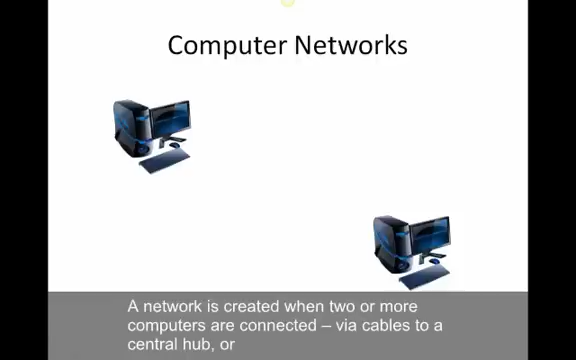 Computer Networks
A network is created when two or more
computers are connected – via cables to a
central hub, or